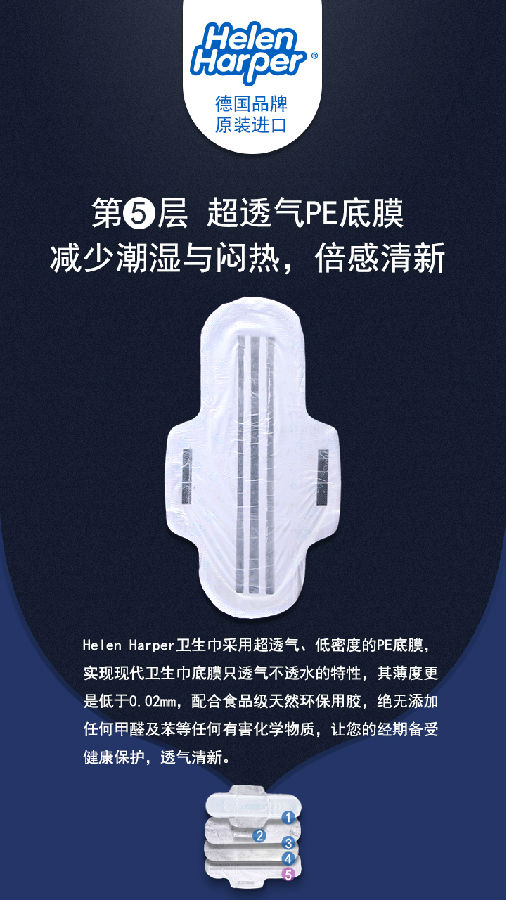 Helen
Harper®
德国品牌
原装进口
第5层 超透气PE底膜
减少潮湿与闷热，倍感清新
Helen Harper卫生巾采用超透气、低密度的PE底膜，
实现现代卫生巾底膜只透气不透水的特性，其薄度更
是低于0.02mm，配合食品级天然环保用胶，绝无添加
任何甲醛及苯等任何有害化学物质，让您的经期备受
健康保护，透气清新。
1
2
3
4
5